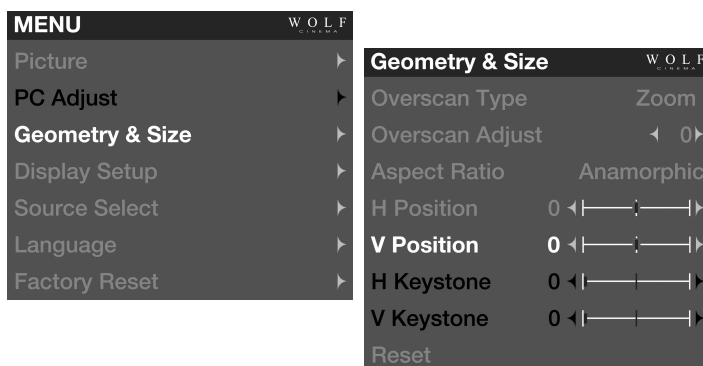 MENU WOLF CINEMA
Picture
PC Adjust
Geometry & Size
Display Setup
Source Select
Language
Factory Reset
Geometry & Size WOLF CINEMA
Overscan Type Zoom
Overscan Adjust 0
Aspect Ratio Anamorphic
H Position 0
V Position 0
H Keystone 0
V Keystone 0
Reset